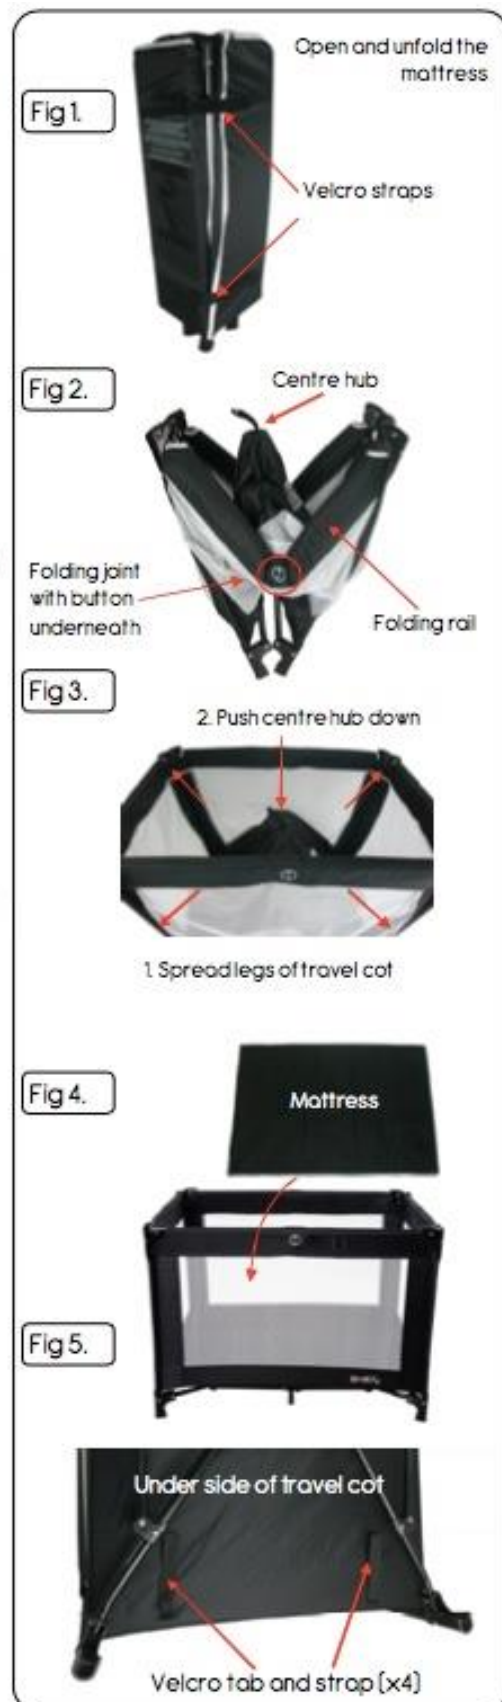 Open and unfold the
mattress
Fig 1.
Velcro straps
Fig 2.
Centre hub
Folding joint
with button
underneath
Folding rail
Fig 3.
2. Push centre hub down
1. Spread legs of travel cot
Fig 4.
Mattress
Fig 5.
Under side of travel cot
Velcro tab and strap (x4)